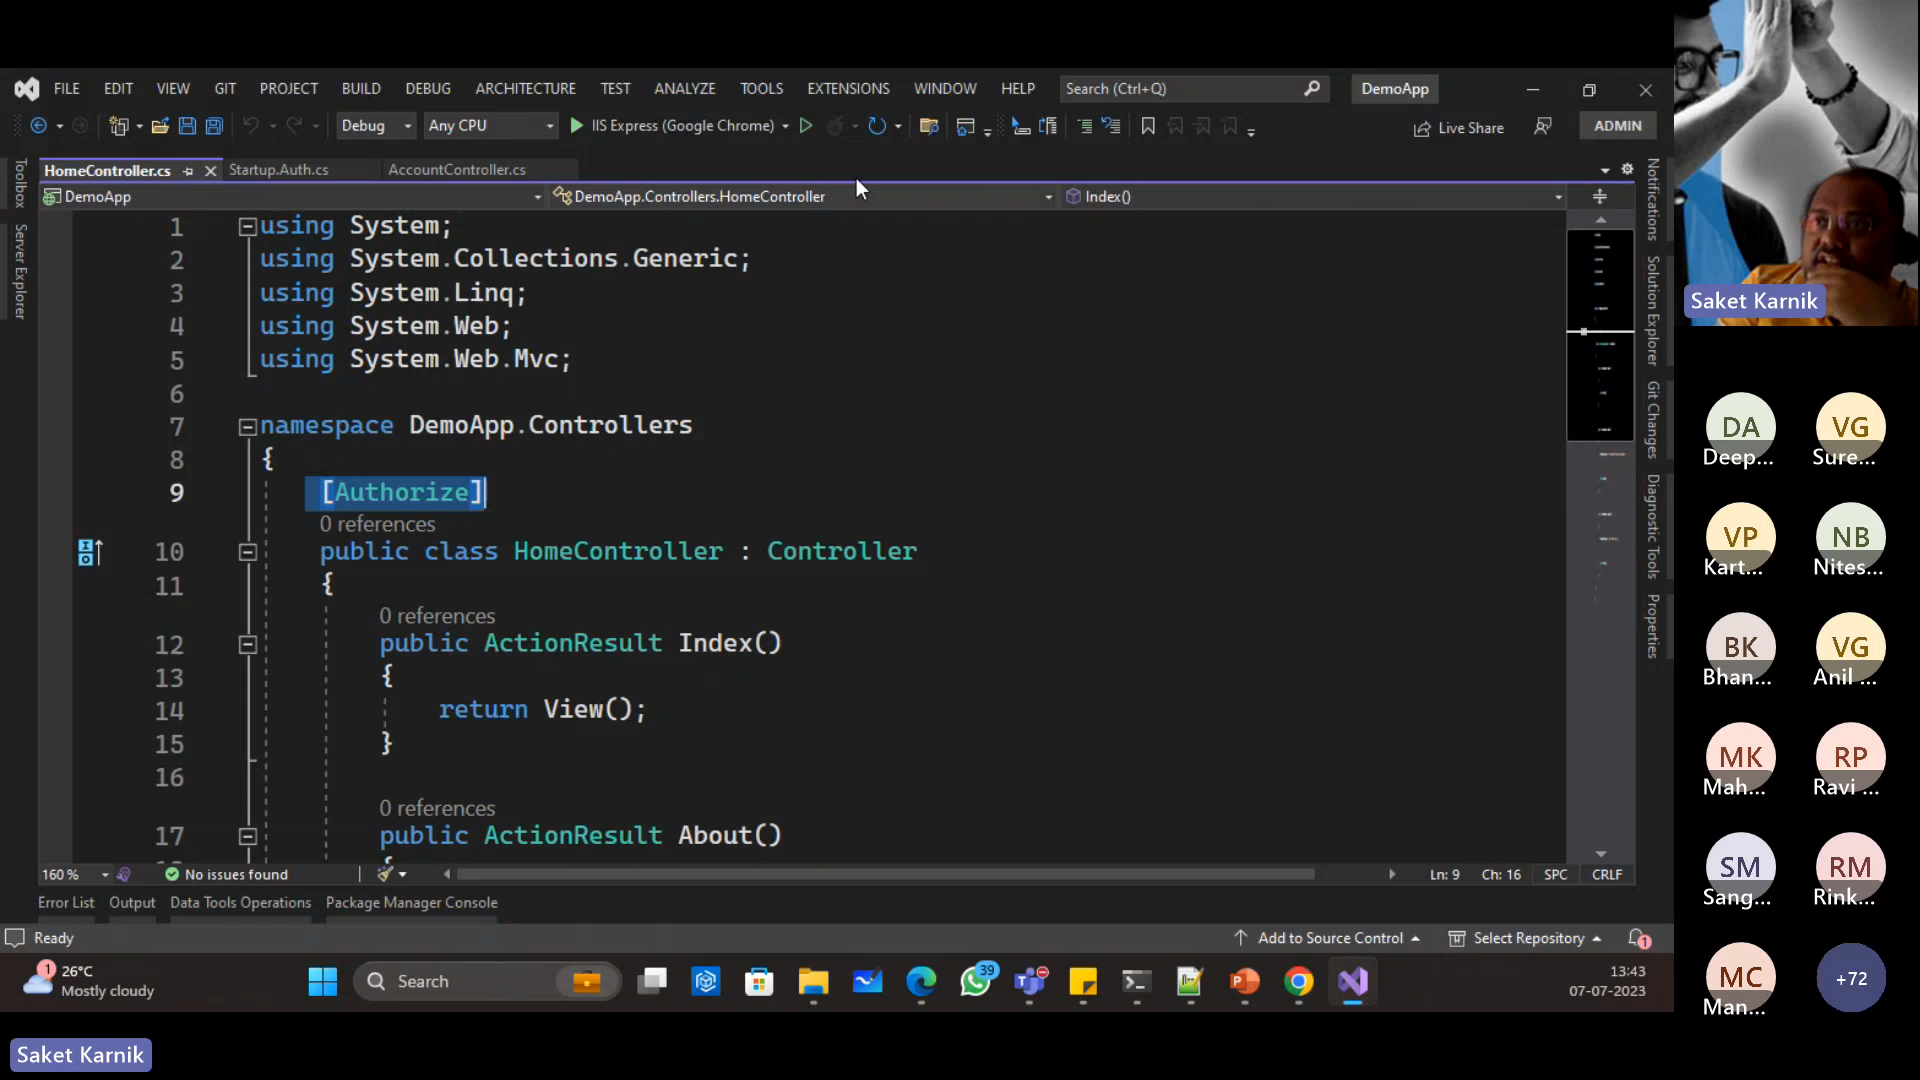 FILE EDIT VIEW GIT PROJECT BUILD DEBUG ARCHITECTURE TEST ANALYZE TOOLS EXTENSIONS WINDOW HELP Search (Ctrl+Q) DemoApp
Debug Any CPU IIS Express (Google Chrome) Live Share ADMIN
HomeController.cs Startup.Auth.cs AccountController.cs
DemoApp DemoApp.Controllers.HomeController Index()
Toolbox
Server Explorer
1 using System;
2 using System.Collections.Generic;
3 using System.Linq;
4 using System.Web;
5 using System.Web.Mvc;
6
7 namespace DemoApp.Controllers
8 {
9 [Authorize]
0 references
10 public class HomeController : Controller
11 {
0 references
12 public ActionResult Index()
13 {
14 return View();
15 }
16
0 references
17 public ActionResult About()
{
Notifications
Solution Explorer
Git Changes
Diagnostic Tools
Properties
160 % No issues found Ln: 9 Ch: 16 SPC CRLF
Error List Output Data Tools Operations Package Manager Console
Ready Add to Source Control Select Repository 1
1 26°C
Mostly cloudy
Search
39
13:43
07-07-2023
Saket Karnik
Saket Karnik
DA VG
Deep... Sure...
VP NB
Kart... Nites...
BK VG
Bhan... Anil ...
MK RP
Mah... Ravi ...
SM RM
Sang... Rink...
MC +72
Man...